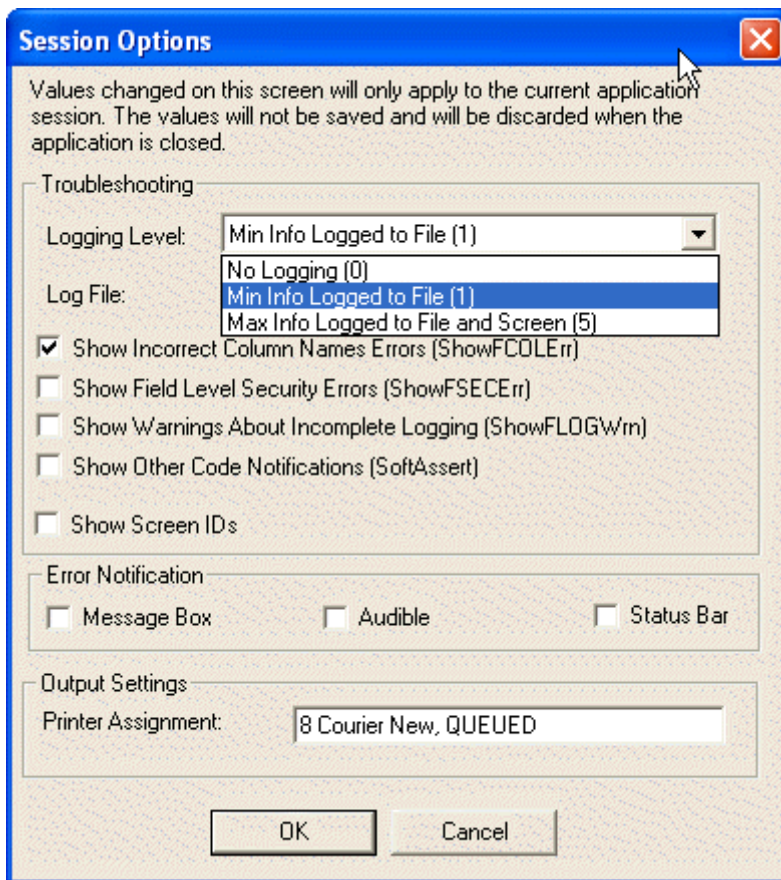 Session Options
Values changed on this screen will only apply to the current application
session. The values will not be saved and will be discarded when the
application is closed.
Troubleshooting
Logging Level: Min Info Logged to File (1)
No Logging (0)
Log File: Min Info Logged to File (1)
Max Info Logged to File and Screen (5)
Show Incorrect Column Names Errors (ShowFCOLErr)
Show Field Level Security Errors (ShowFSECErr)
Show Warnings About Incomplete Logging (ShowFLOGWrn)
Show Other Code Notifications (SoftAssert)
Show Screen IDs
Error Notification
Message Box Audible Status Bar
Output Settings
Printer Assignment: 8 Courier New, QUEUED
OK Cancel